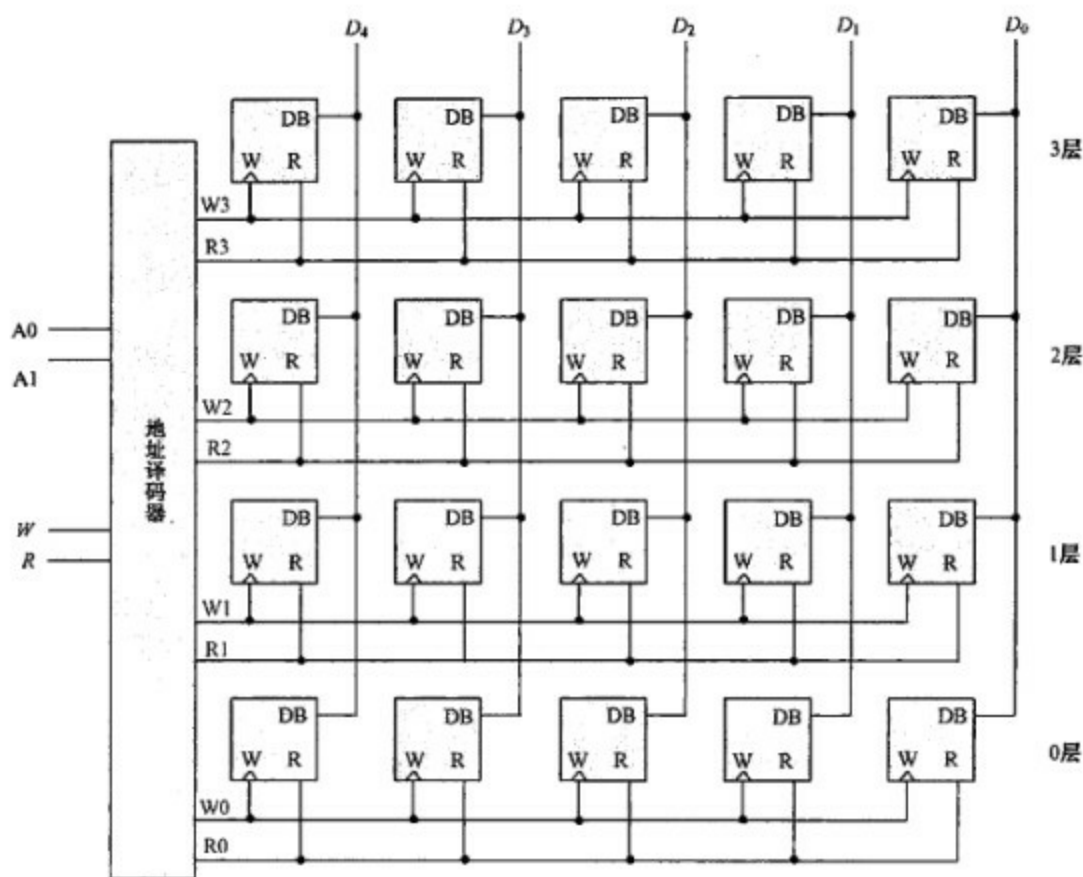 D4 D3 D2 D1 D0
DB DB DB DB DB
W R W R W R W R W R
3层
W3
R3
DB DB DB DB DB
W R W R W R W R W R
2层
A0
A1
W2
R2
地址译码器
DB DB DB DB DB
W R W R W R W R W R
1层
W
R
W1
R1
DB DB DB DB DB
W R W R W R W R W R
0层
W0
R0